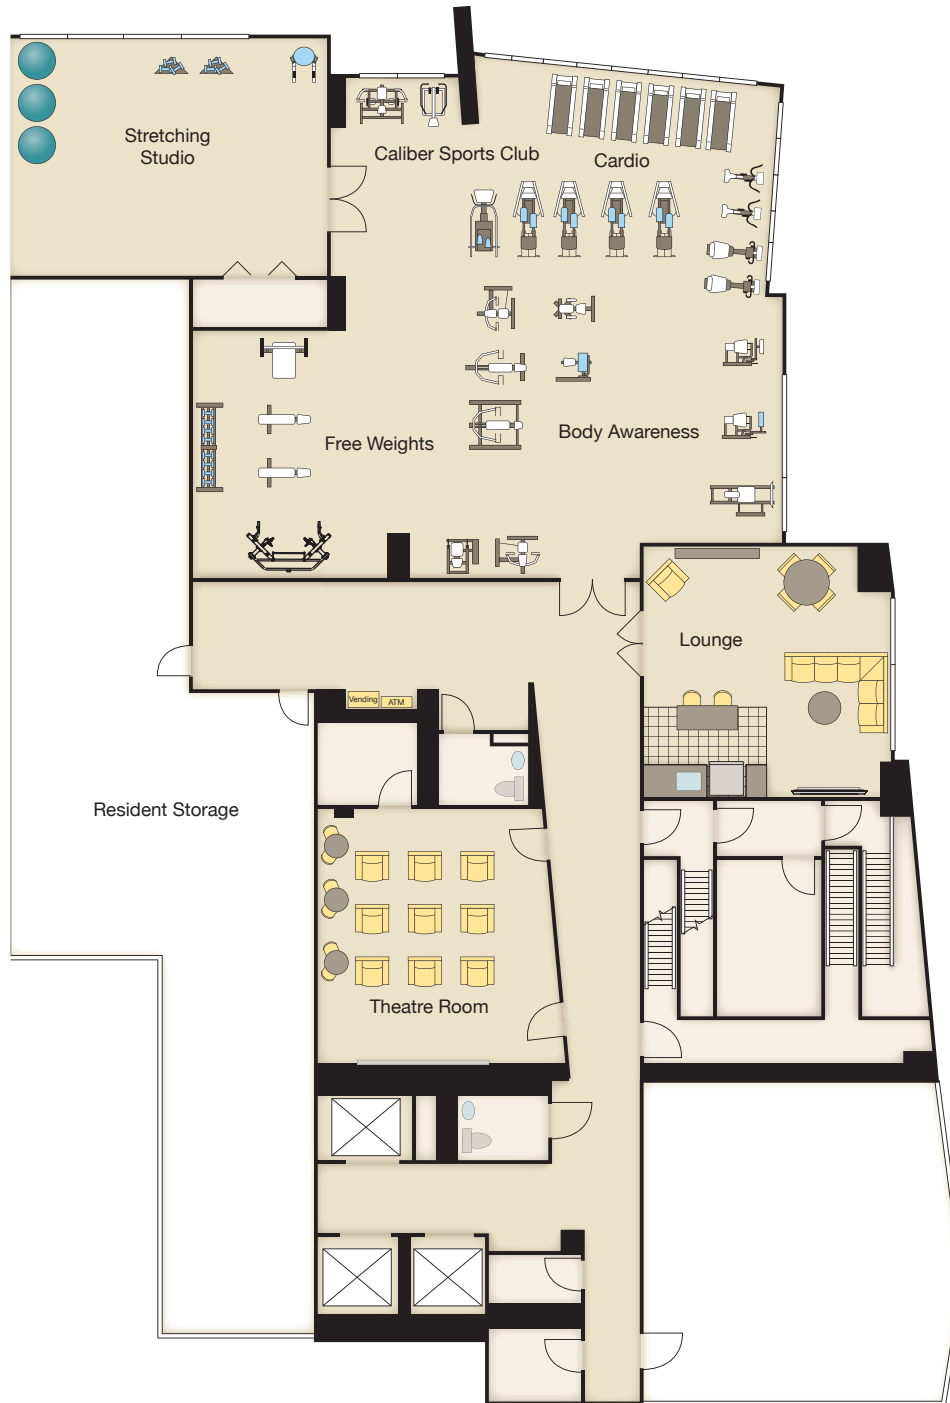 Stretching
Studio
Caliber Sports Club
Cardio
Free Weights
Body Awareness
Lounge
Vending
ATM
Resident Storage
Theatre Room